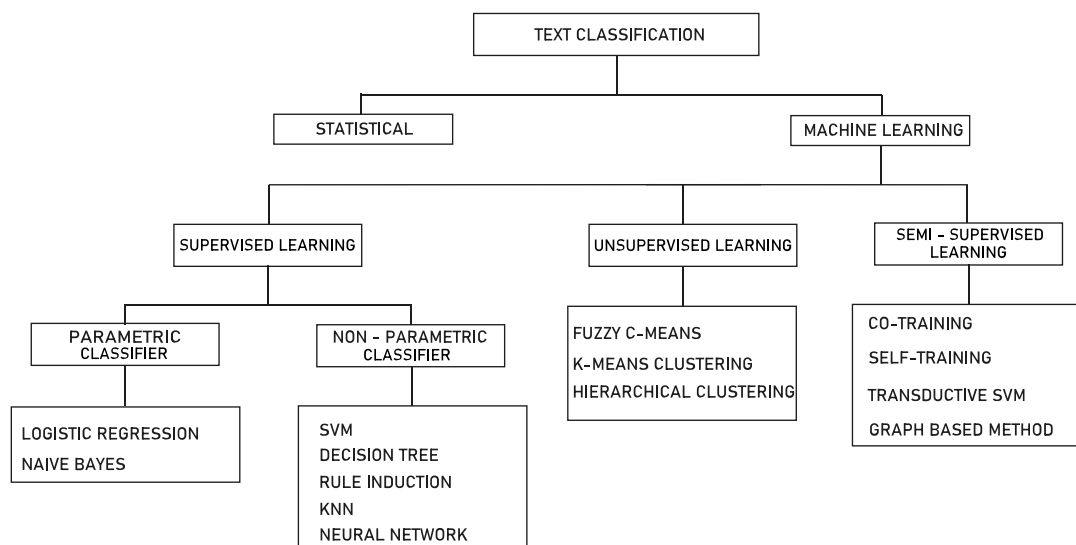 TEXT CLASSIFICATION
STATISTICAL
MACHINE LEARNING
SUPERVISED LEARNING
UNSUPERVISED LEARNING
SEMI - SUPERVISED
LEARNING
PARAMETRIC
CLASSIFIER
NON - PARAMETRIC
CLASSIFIER
FUZZY C-MEANS
K-MEANS CLUSTERING
HIERARCHICAL CLUSTERING
CO-TRAINING
SELF-TRAINING
TRANSDUCTIVE SVM
GRAPH BASED METHOD
LOGISTIC REGRESSION
NAIVE BAYES
SVM
DECISION TREE
RULE INDUCTION
KNN
NEURAL NETWORK